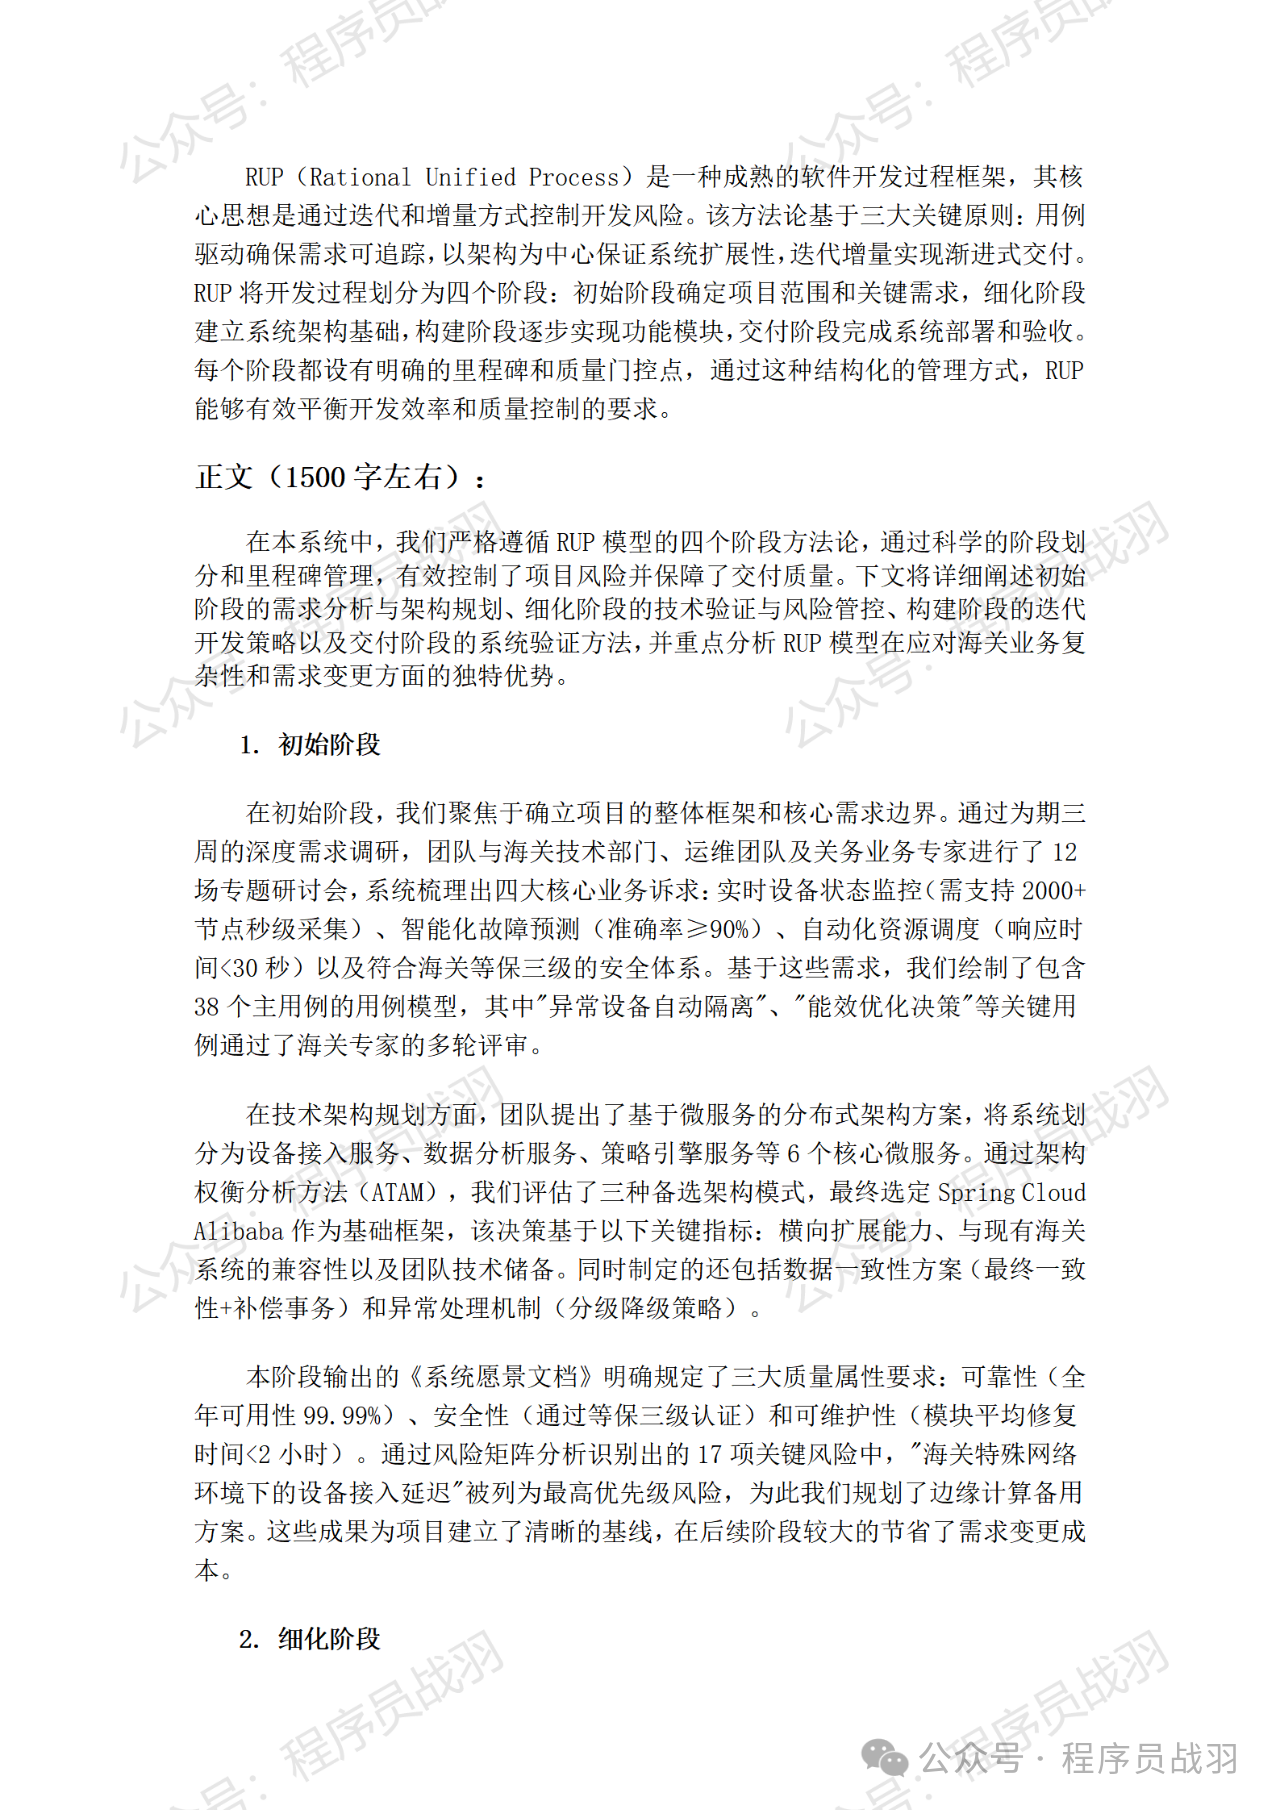 RUP（Rational Unified Process）是一种成熟的软件开发过程框架，其核
心思想是通过迭代和增量方式控制开发风险。该方法论基于三大关键原则：用例
驱动确保需求可追踪，以架构为中心保证系统扩展性，迭代增量实现渐进式交付。
RUP 将开发过程划分为四个阶段：初始阶段确定项目范围和关键需求，细化阶段
建立系统架构基础，构建阶段逐步实现功能模块，交付阶段完成系统部署和验收。
每个阶段都设有明确的里程碑和质量门控点，通过这种结构化的管理方式，RUP
能够有效平衡开发效率和质量控制的要求。
正文（1500 字左右）：
在本系统中，我们严格遵循 RUP 模型的四个阶段方法论，通过科学的阶段划
分和里程碑管理，有效控制了项目风险并保障了交付质量。下文将详细阐述初始
阶段的需求分析与架构规划、细化阶段的技术验证与风险管控、构建阶段的迭代
开发策略以及交付阶段的系统验证方法，并重点分析 RUP 模型在应对海关业务复
杂性和需求变更方面的独特优势。
1. 初始阶段
在初始阶段，我们聚焦于确立项目的整体框架和核心需求边界。通过为期三
周的深度需求调研，团队与海关技术部门、运维团队及关务业务专家进行了 12
场专题研讨会，系统梳理出四大核心业务诉求：实时设备状态监控（需支持 2000+
节点秒级采集）、智能化故障预测（准确率≥90%）、自动化资源调度（响应时
间<30 秒）以及符合海关等保三级的安全体系。基于这些需求，我们绘制了包含
38 个主用例的用例模型，其中"异常设备自动隔离"、"能效优化决策"等关键用
例通过了海关专家的多轮评审。
在技术架构规划方面，团队提出了基于微服务的分布式架构方案，将系统划
分为设备接入服务、数据分析服务、策略引擎服务等 6 个核心微服务。通过架构
权衡分析方法（ATAM），我们评估了三种备选架构模式，最终选定 Spring Cloud
Alibaba 作为基础框架，该决策基于以下关键指标：横向扩展能力、与现有海关
系统的兼容性以及团队技术储备。同时制定的还包括数据一致性方案（最终一致
性+补偿事务）和异常处理机制（分级降级策略）。
本阶段输出的《系统愿景文档》明确规定了三大质量属性要求：可靠性（全
年可用性 99.99%）、安全性（通过等保三级认证）和可维护性（模块平均修复
时间<2 小时）。通过风险矩阵分析识别出的 17 项关键风险中，"海关特殊网络
环境下的设备接入延迟"被列为最高优先级风险，为此我们规划了边缘计算备用
方案。这些成果为项目建立了清晰的基线，在后续阶段较大的节省了需求变更成
本。
2. 细化阶段
公众号 · 程序员战羽